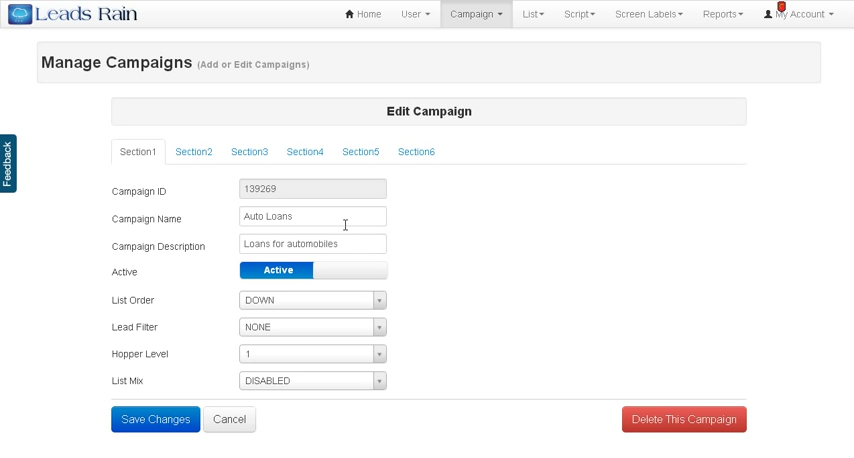 Leads Rain
Home User Campaign List Script Screen Labels Reports My Account
Manage Campaigns (Add or Edit Campaigns)
Feedback
Edit Campaign
Section1 Section2 Section3 Section4 Section5 Section6
Campaign ID 139269
Campaign Name Auto Loans
Campaign Description Loans for automobiles
Active Active
List Order DOWN
Lead Filter NONE
Hopper Level 1
List Mix DISABLED
Save Changes Cancel Delete This Campaign